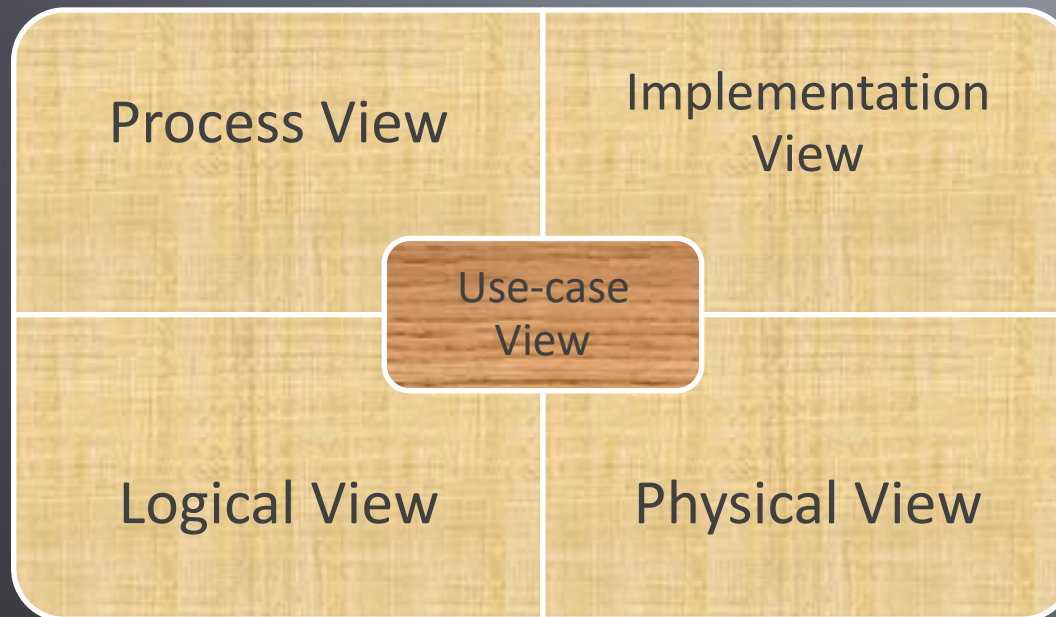 Process View
Implementation
View
Use-case
View
Logical View
Physical View